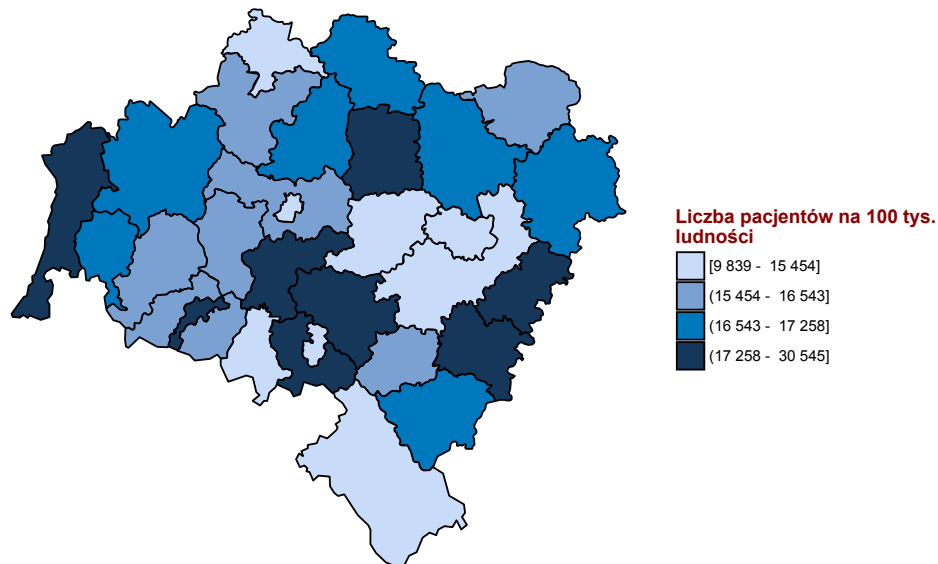 Liczba pacjentów na 100 tys.
ludności
[9 839 - 15 454]
(15 454 - 16 543]
(16 543 - 17 258]
(17 258 - 30 545]